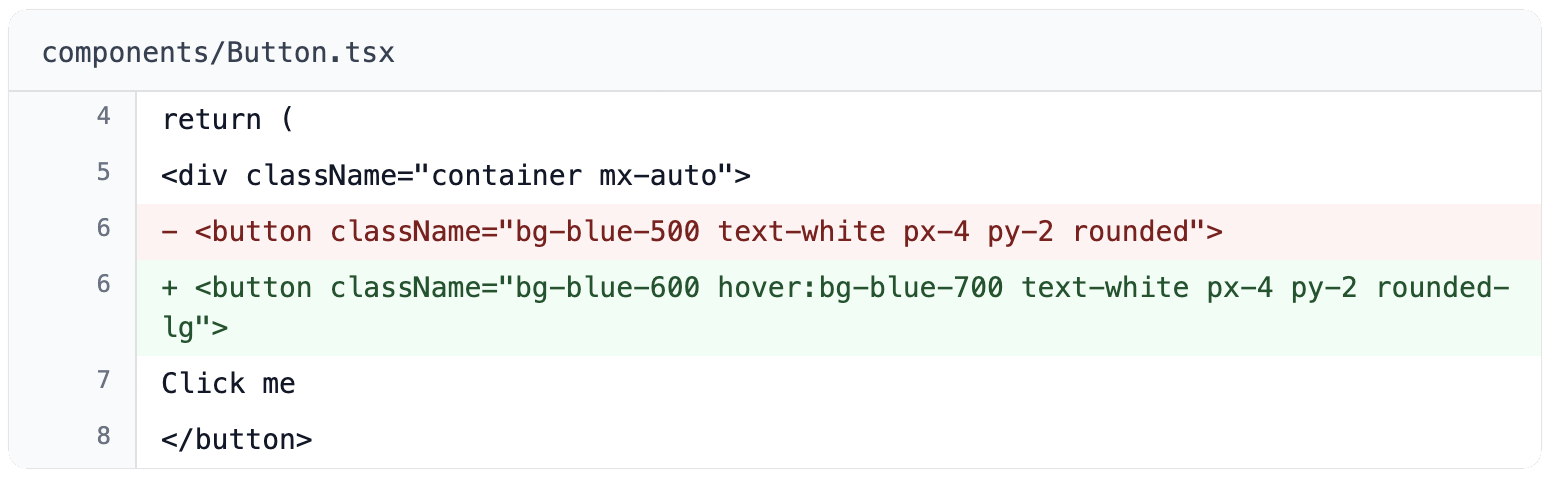 components/Button.tsx
4 return (
5 <div className="container mx-auto">
6 - <button className="bg-blue-500 text-white px-4 py-2 rounded">
6 + <button className="bg-blue-600 hover:bg-blue-700 text-white px-4 py-2 rounded-
lg">
7 Click me
8 </button>